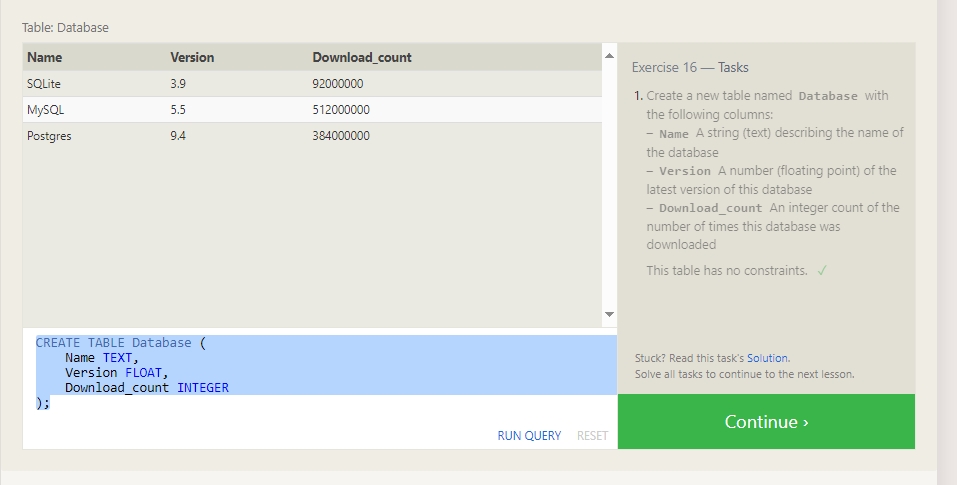 Table: Database
Name Version Download_count
SQLite 3.9 92000000
MySQL 5.5 512000000
Postgres 9.4 384000000
CREATE TABLE Database (
    Name TEXT,
    Version FLOAT,
    Download_count INTEGER
);
RUN QUERY RESET
Exercise 16 — Tasks
1. Create a new table named Database with
the following columns:
– Name A string (text) describing the name of
the database
– Version A number (floating point) of the
latest version of this database
– Download_count An integer count of the
number of times this database was
downloaded
This table has no constraints. ✓
Stuck? Read this task's Solution.
Solve all tasks to continue to the next lesson.
Continue ›